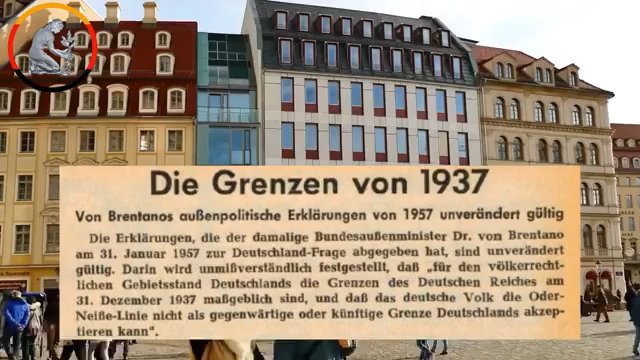 Die Grenzen von 1937
Von Brentanos außenpolitische Erklärungen von 1957 unverändert gültig
Die Erklärungen, die der damalige Bundesaußenminister Dr. von Brentano
am 31. Januar 1957 zur Deutschland-Frage abgegeben hat, sind unverändert
gültig. Darin wird unmißverständlich festgestellt, daß „für den völkerrecht-
lichen Gebietsstand Deutschlands die Grenzen des Deutschen Reiches am
31. Dezember 1937 maßgeblich sind, und daß das deutsche Volk die Oder-
Neiße-Linie nicht als gegenwärtige oder künftige Grenze Deutschlands akzep-
tieren kann“.